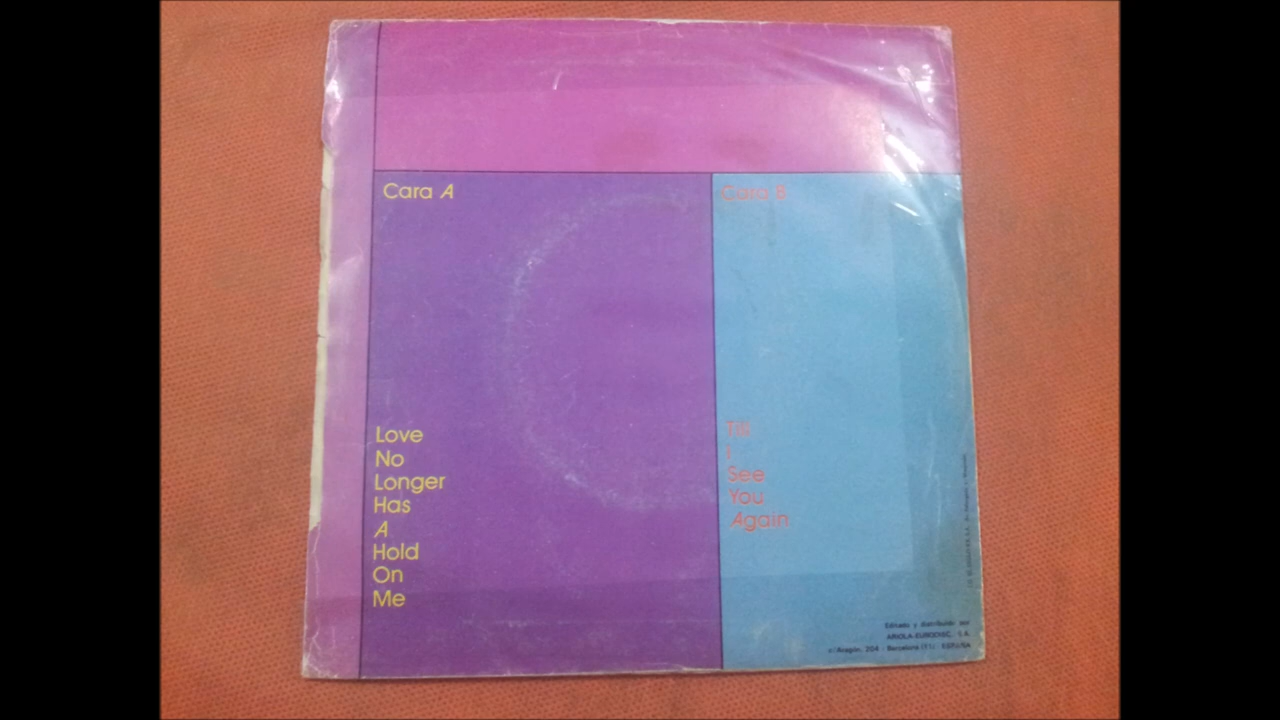 Cara A
Love
No
Longer
Has
A
Hold
On
Me
Cara B
Till
I
See
You
Again
Editado y distribuido por
ARIOLA-EURODISC, S.A.
c/Aragón, 204 - Barcelona (11) ESPAÑA